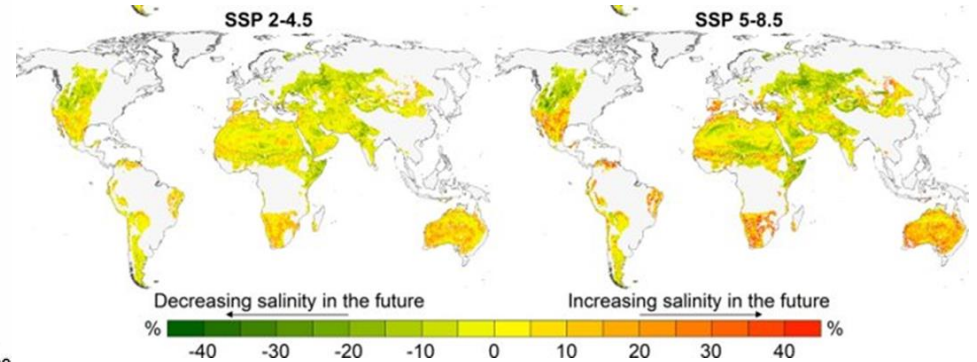 SSP 2-4.5
SSP 5-8.5
Decreasing salinity in the future
Increasing salinity in the future
% %
-40 -30 -20 -10 0 10 20 30 40